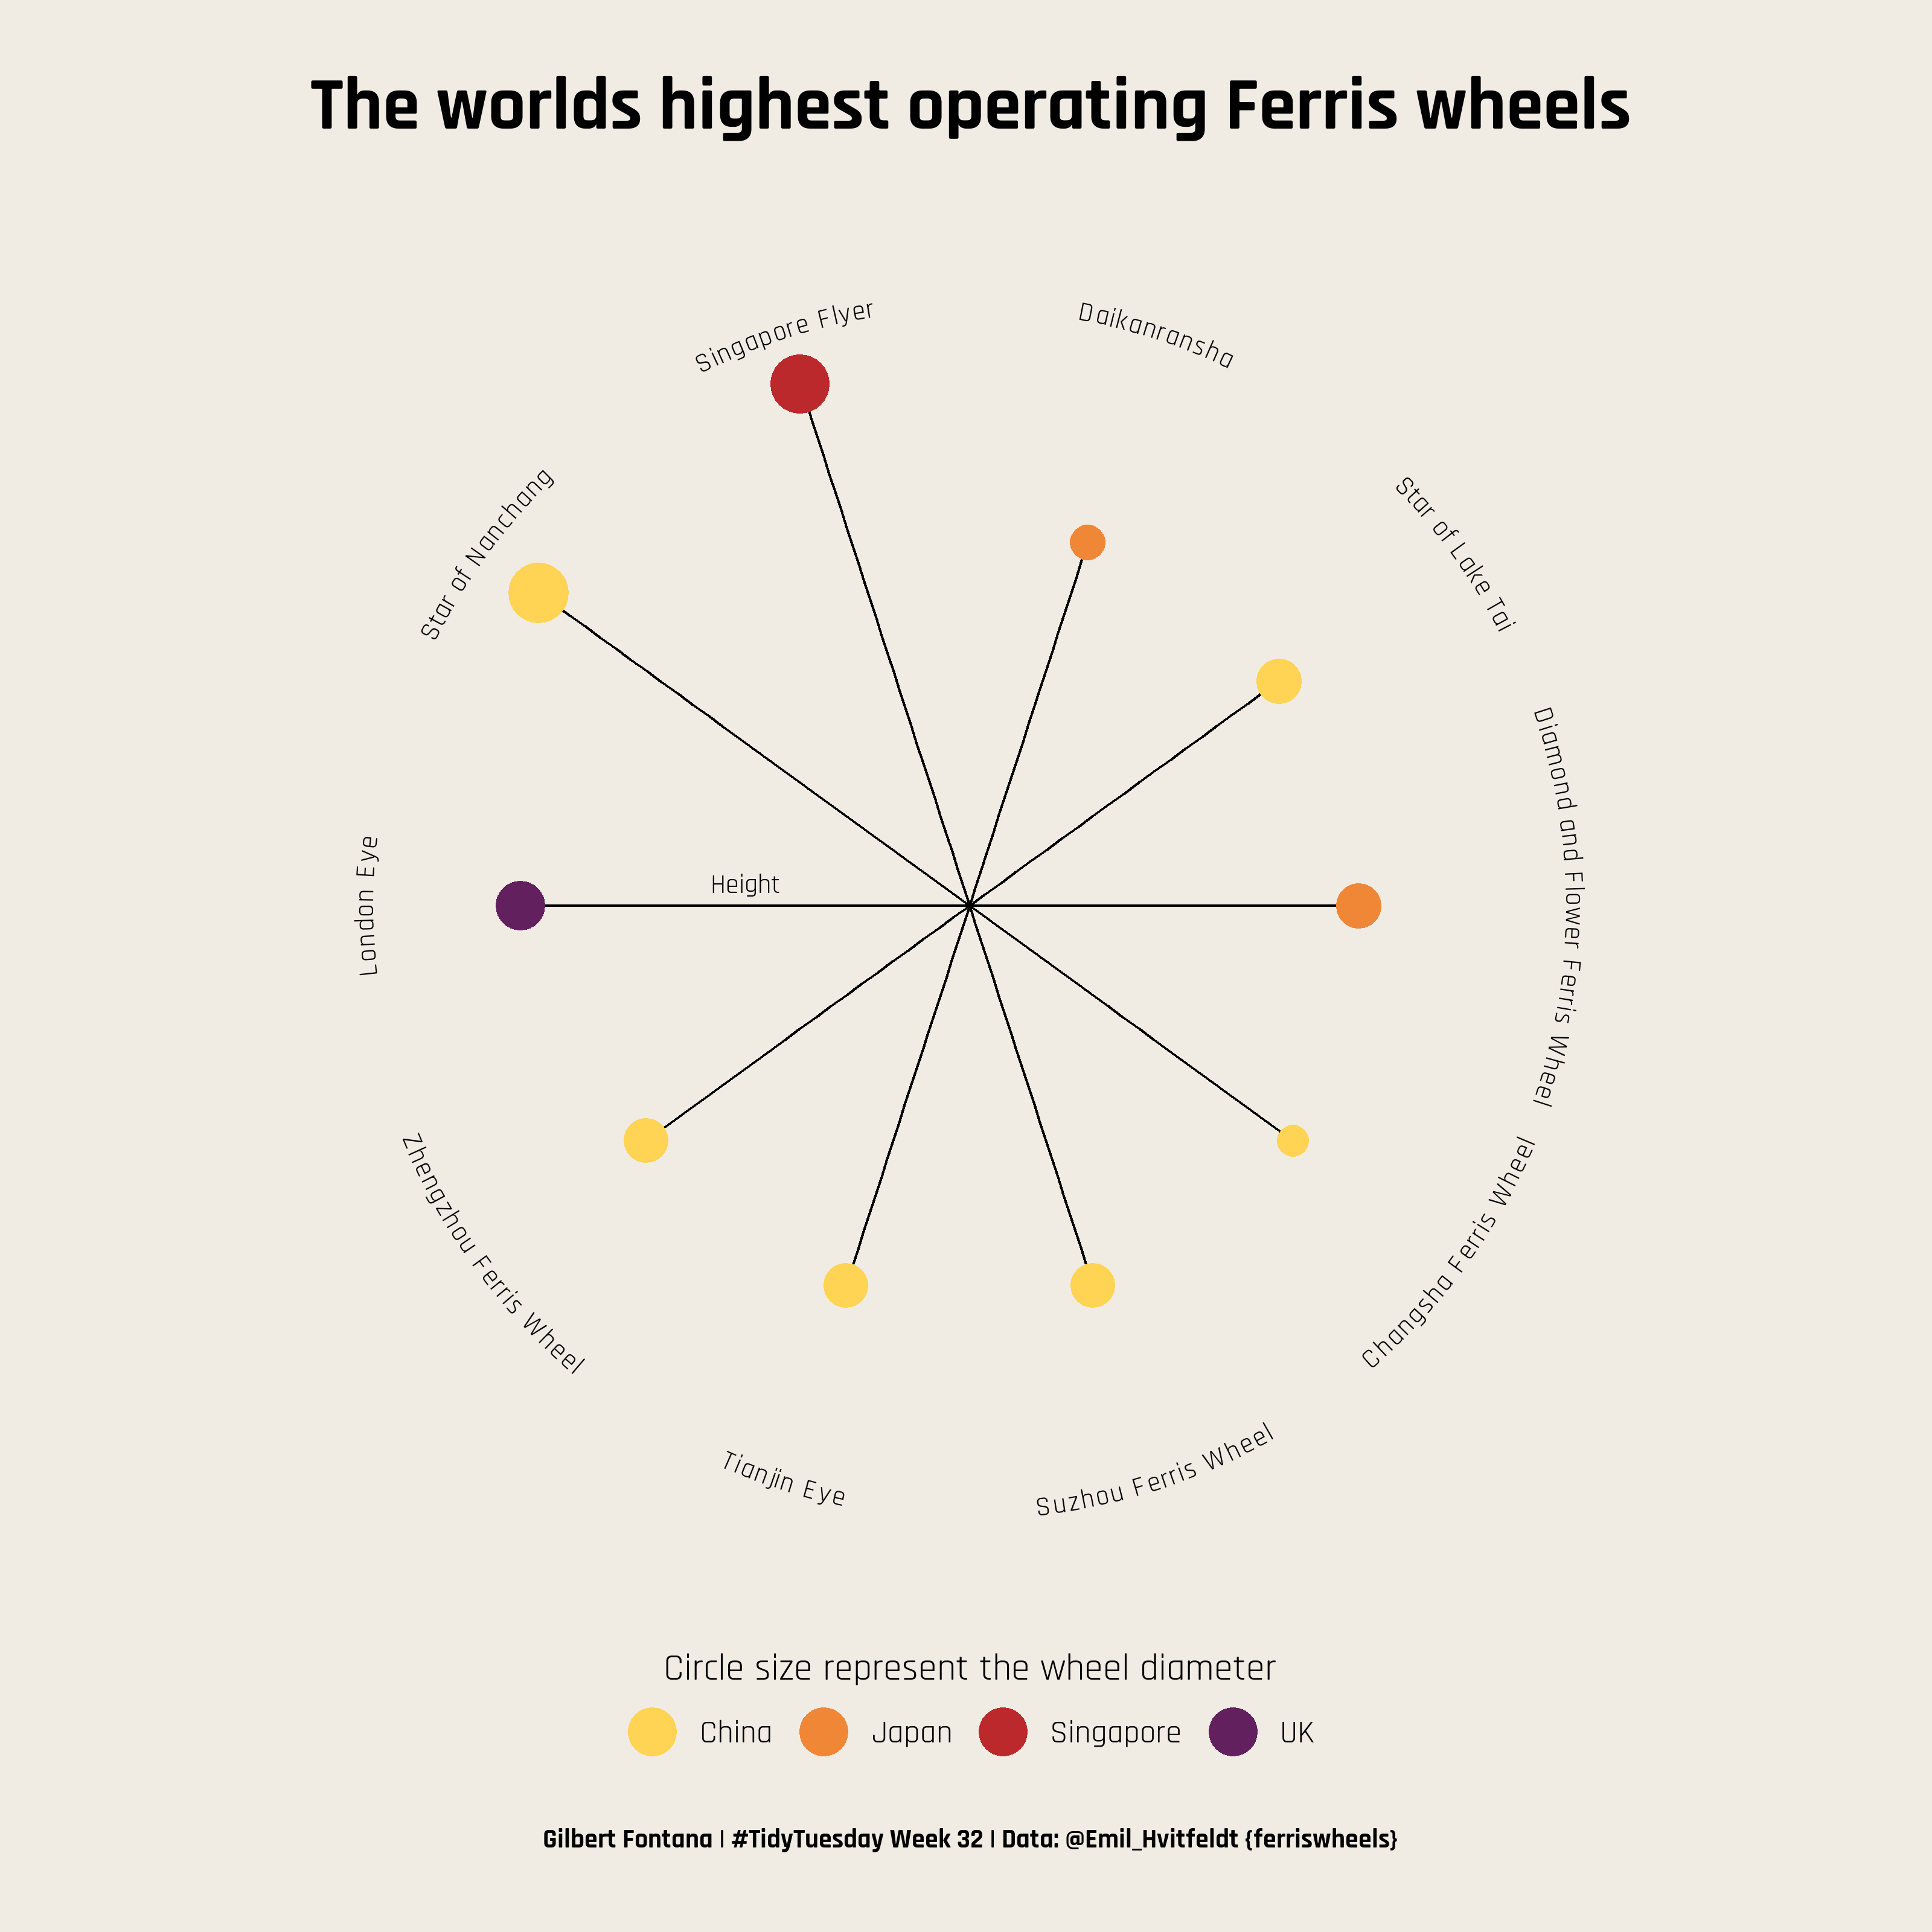 The worlds highest operating Ferris wheels
Singapore Flyer
Daikanransha
Star of Nanchang
Star of Lake Tai
Diamond and Flower Ferris Wheel
London Eye
Height
Zhengzhou Ferris Wheel
Changsha Ferris Wheel
Tianjin Eye
Suzhou Ferris Wheel
Circle size represent the wheel diameter
China Japan Singapore UK
Gilbert Fontana | #TidyTuesday Week 32 | Data: @Emil_Hvitfeldt {ferriswheels}